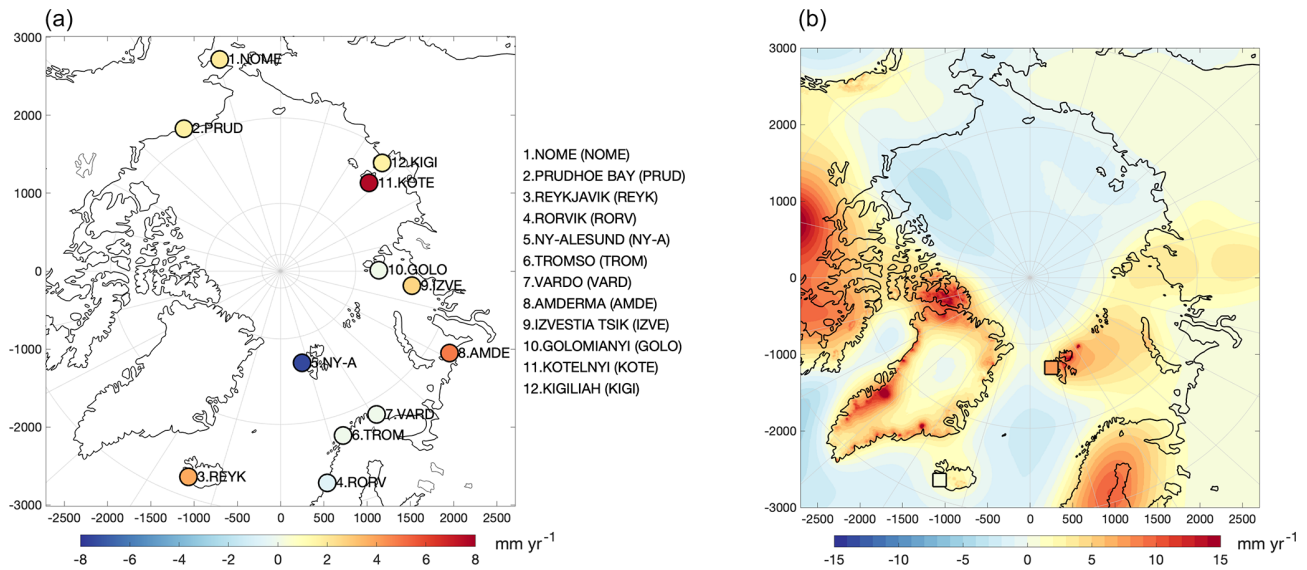 (a)
3000
2000
1000
0
-1000
-2000
-3000
-2500 -2000 -1500 -1000 -500 0 500 1000 1500 2000 2500
1.NOME
2.PRUD
12.KIGI
11.KOTE
10.GOLO
9.IZVE
5.NY-A
8.AMDE
7.VARD
6.TROM
3.REYK
4.RORV
-8 -6 -4 -2 0 2 4 6 8 mm yr-1
1.NOME (NOME)
2.PRUDHOE BAY (PRUD)
3.REYKJAVIK (REYK)
4.RORVIK (RORV)
5.NY-ALESUND (NY-A)
6.TROMSO (TROM)
7.VARDO (VARD)
8.AMDERMA (AMDE)
9.IZVESTIA TSIK (IZVE)
10.GOLOMIANYI (GOLO)
11.KOTELNYI (KOTE)
12.KIGILIAH (KIGI)
(b)
3000
2000
1000
0
-1000
-2000
-3000
-2500 -2000 -1500 -1000 -500 0 500 1000 1500 2000 2500
-15 -10 -5 0 5 10 15 mm yr-1